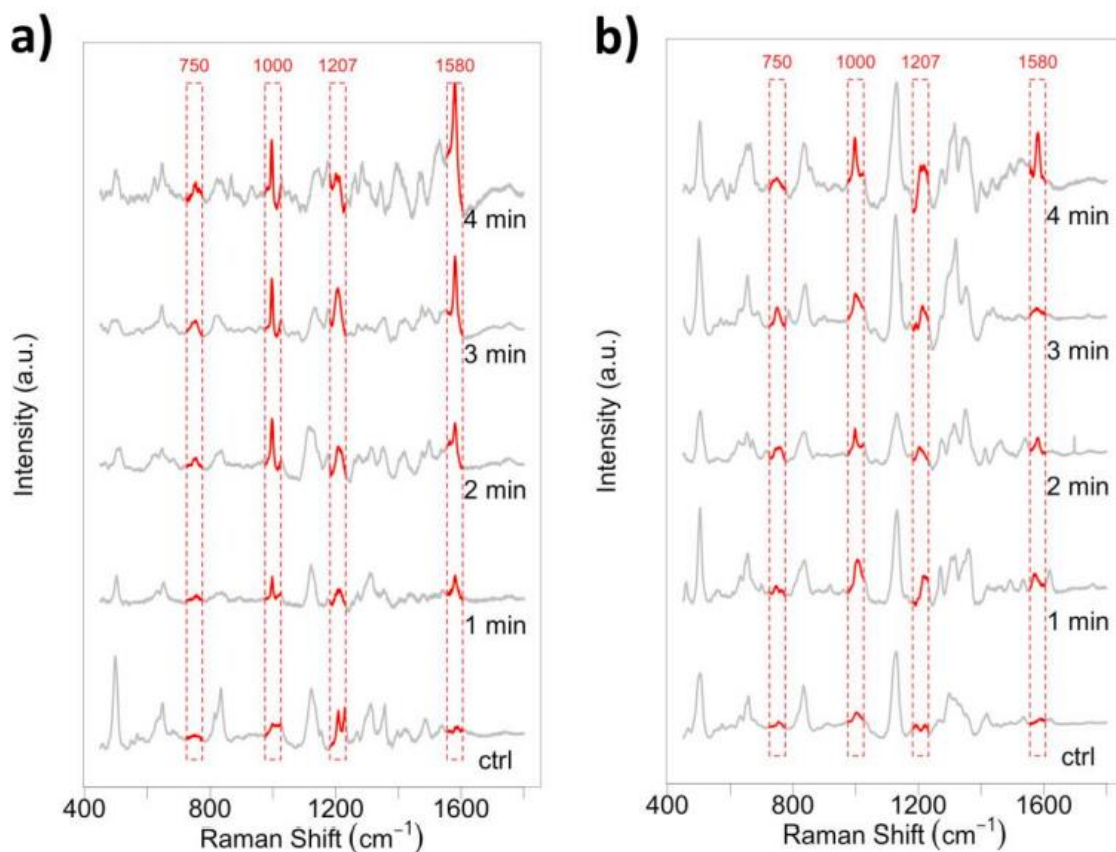 a)
750 1000 1207 1580
4 min
3 min
2 min
1 min
ctrl
Intensity (a.u.)
400 800 1200 1600
Raman Shift (cm⁻¹)
b)
750 1000 1207 1580
4 min
3 min
2 min
1 min
ctrl
Intensity (a.u.)
400 800 1200 1600
Raman Shift (cm⁻¹)